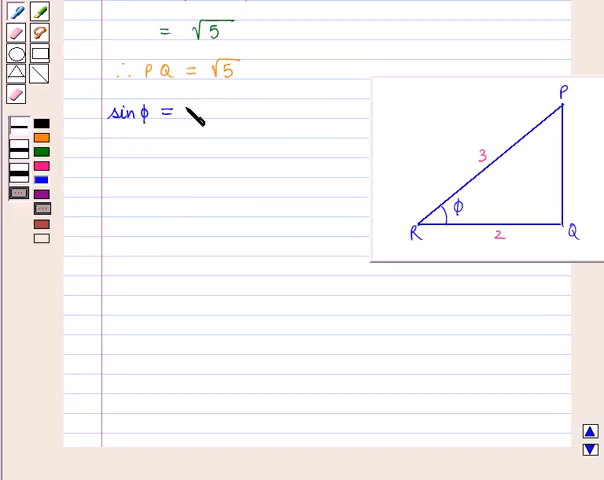 = √5
∴ PQ = √5
sin ϕ =
P
3
ϕ
R
2
Q